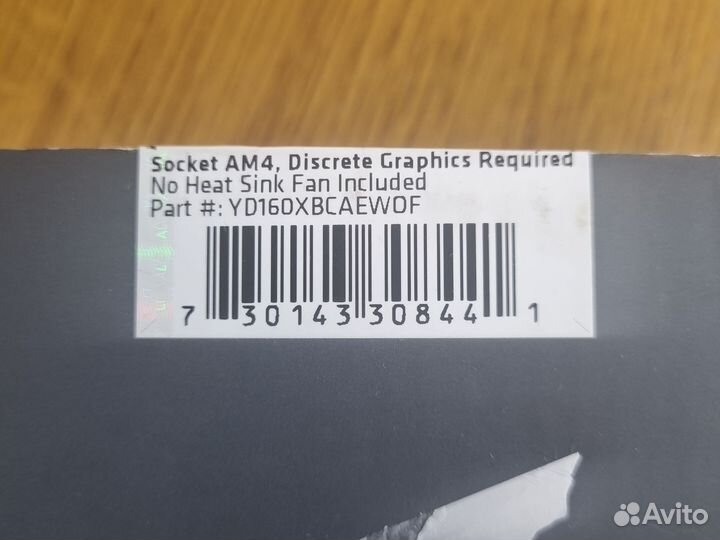 Socket AM4, Discrete Graphics Required
No Heat Sink Fan Included
Part #: YD160XBCAEWOF
7 30143 30844 1
Avito